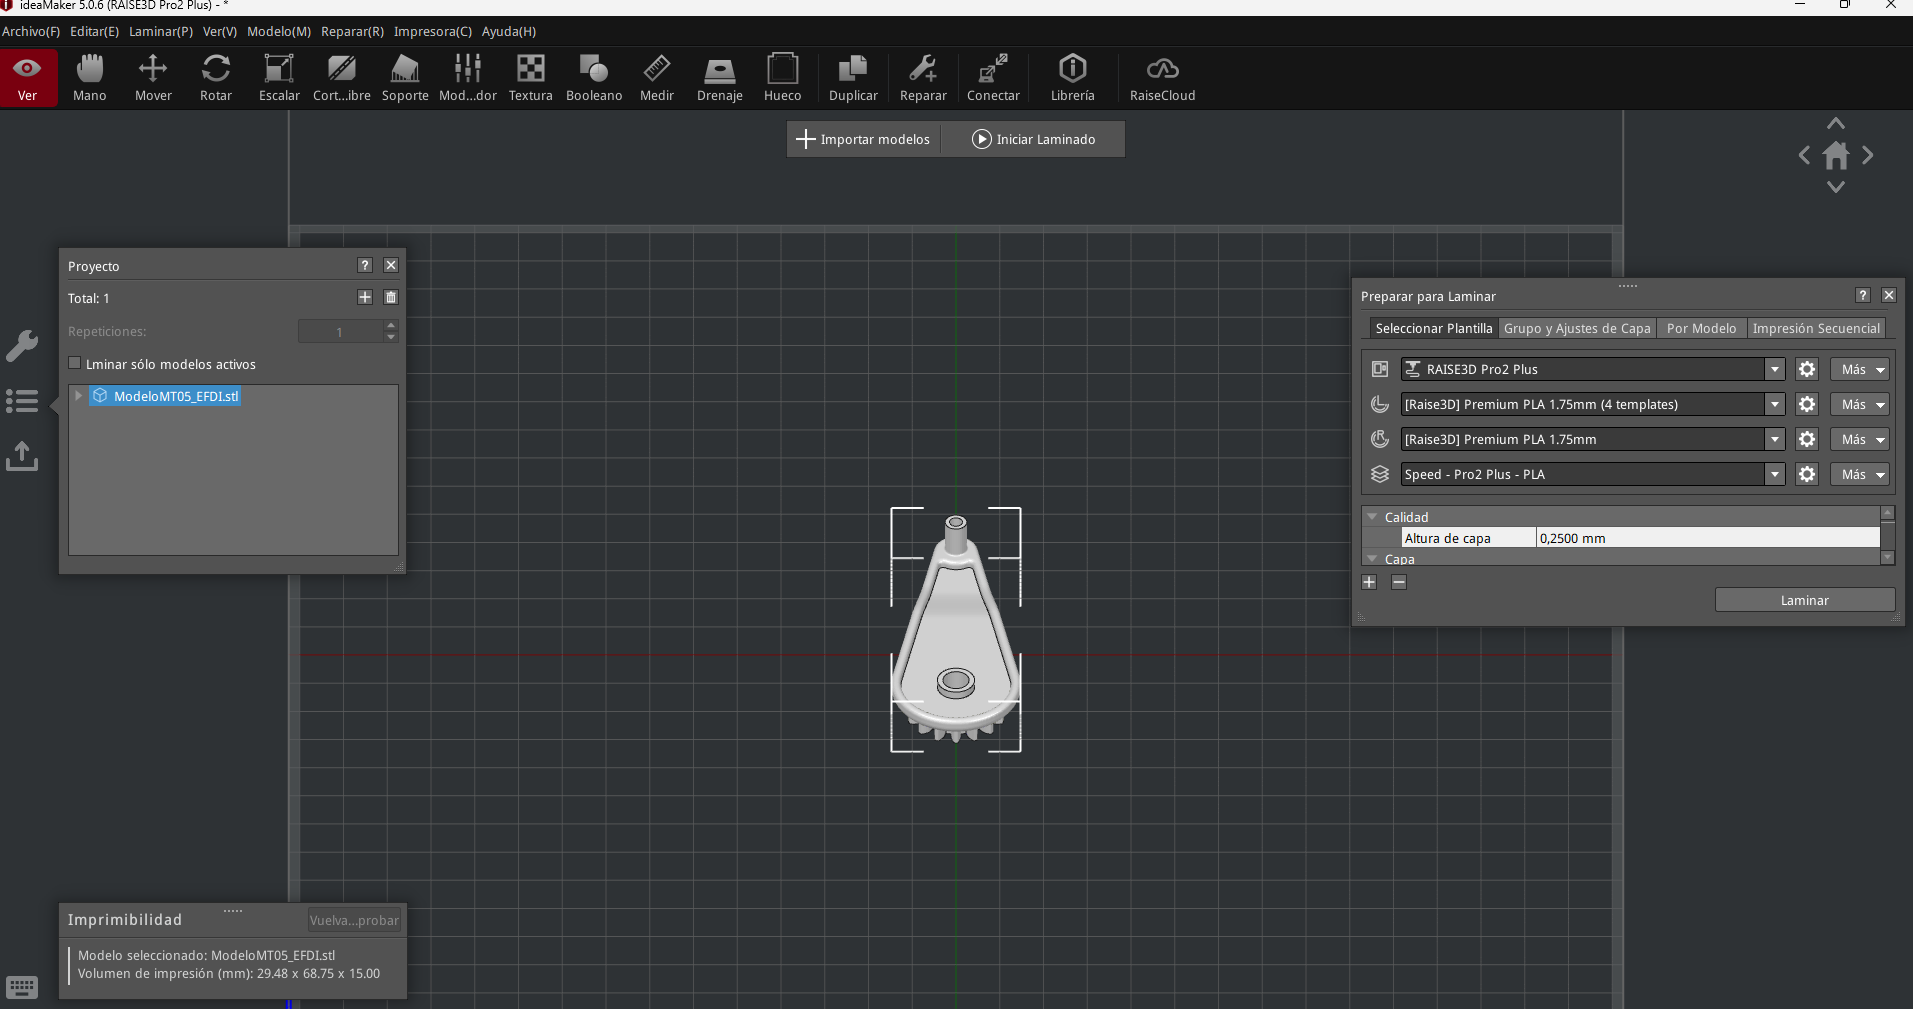 ideaMaker 5.0.6 (RAISE3D Pro2 Plus) - *
Archivo(F) Editar(E) Laminar(P) Ver(V) Modelo(M) Reparar(R) Impresora(C) Ayuda(H)
Ver Mano Mover Rotar Escalar Cort...ibre Soporte Mod...dor Textura Booleano Medir Drenaje Hueco Duplicar Reparar Conectar Librería RaiseCloud
Importar modelos Iniciar Laminado
Proyecto ?
Total: 1
Repeticiones: 1
Lminar sólo modelos activos
ModeloMT05_EFDI.stl
Preparar para Laminar ?
Seleccionar Plantilla Grupo y Ajustes de Capa Por Modelo Impresión Secuencial
RAISE3D Pro2 Plus Más
[Raise3D] Premium PLA 1.75mm (4 templates) Más
[Raise3D] Premium PLA 1.75mm Más
Speed - Pro2 Plus - PLA Más
Calidad
Altura de capa 0,2500 mm
Capa
Laminar
Imprimibilidad Vuelva...probar
Modelo seleccionado: ModeloMT05_EFDI.stl
Volumen de impresión (mm): 29.48 x 68.75 x 15.00